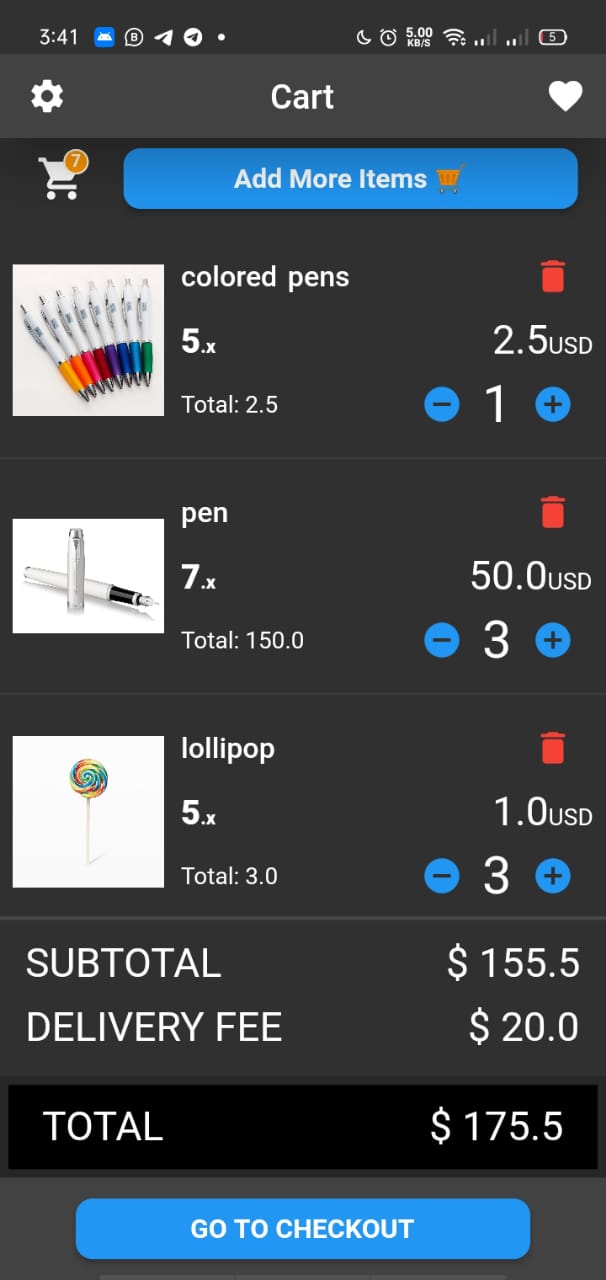 3:41 5.00 KB/S 5
Cart
7 Add More Items
colored pens
5.x 2.5USD
Total: 2.5 1
pen
7.x 50.0USD
Total: 150.0 3
lollipop
5.x 1.0USD
Total: 3.0 3
SUBTOTAL $ 155.5
DELIVERY FEE $ 20.0
TOTAL $ 175.5
GO TO CHECKOUT